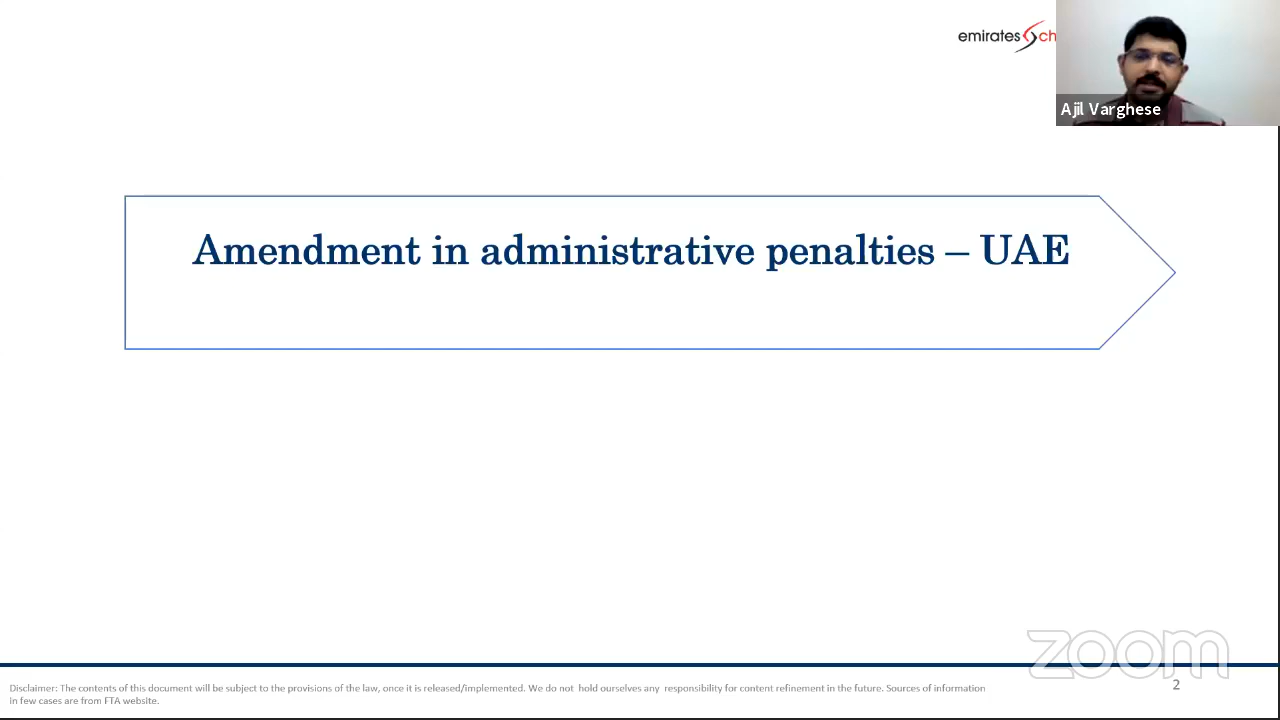 emirates ch
Ajil Varghese
Amendment in administrative penalties – UAE
zoom
Disclaimer: The contents of this document will be subject to the provisions of the law, once it is released/implemented. We do not hold ourselves any responsibility for content refinement in the future. Sources of information
in few cases are from FTA website.
2